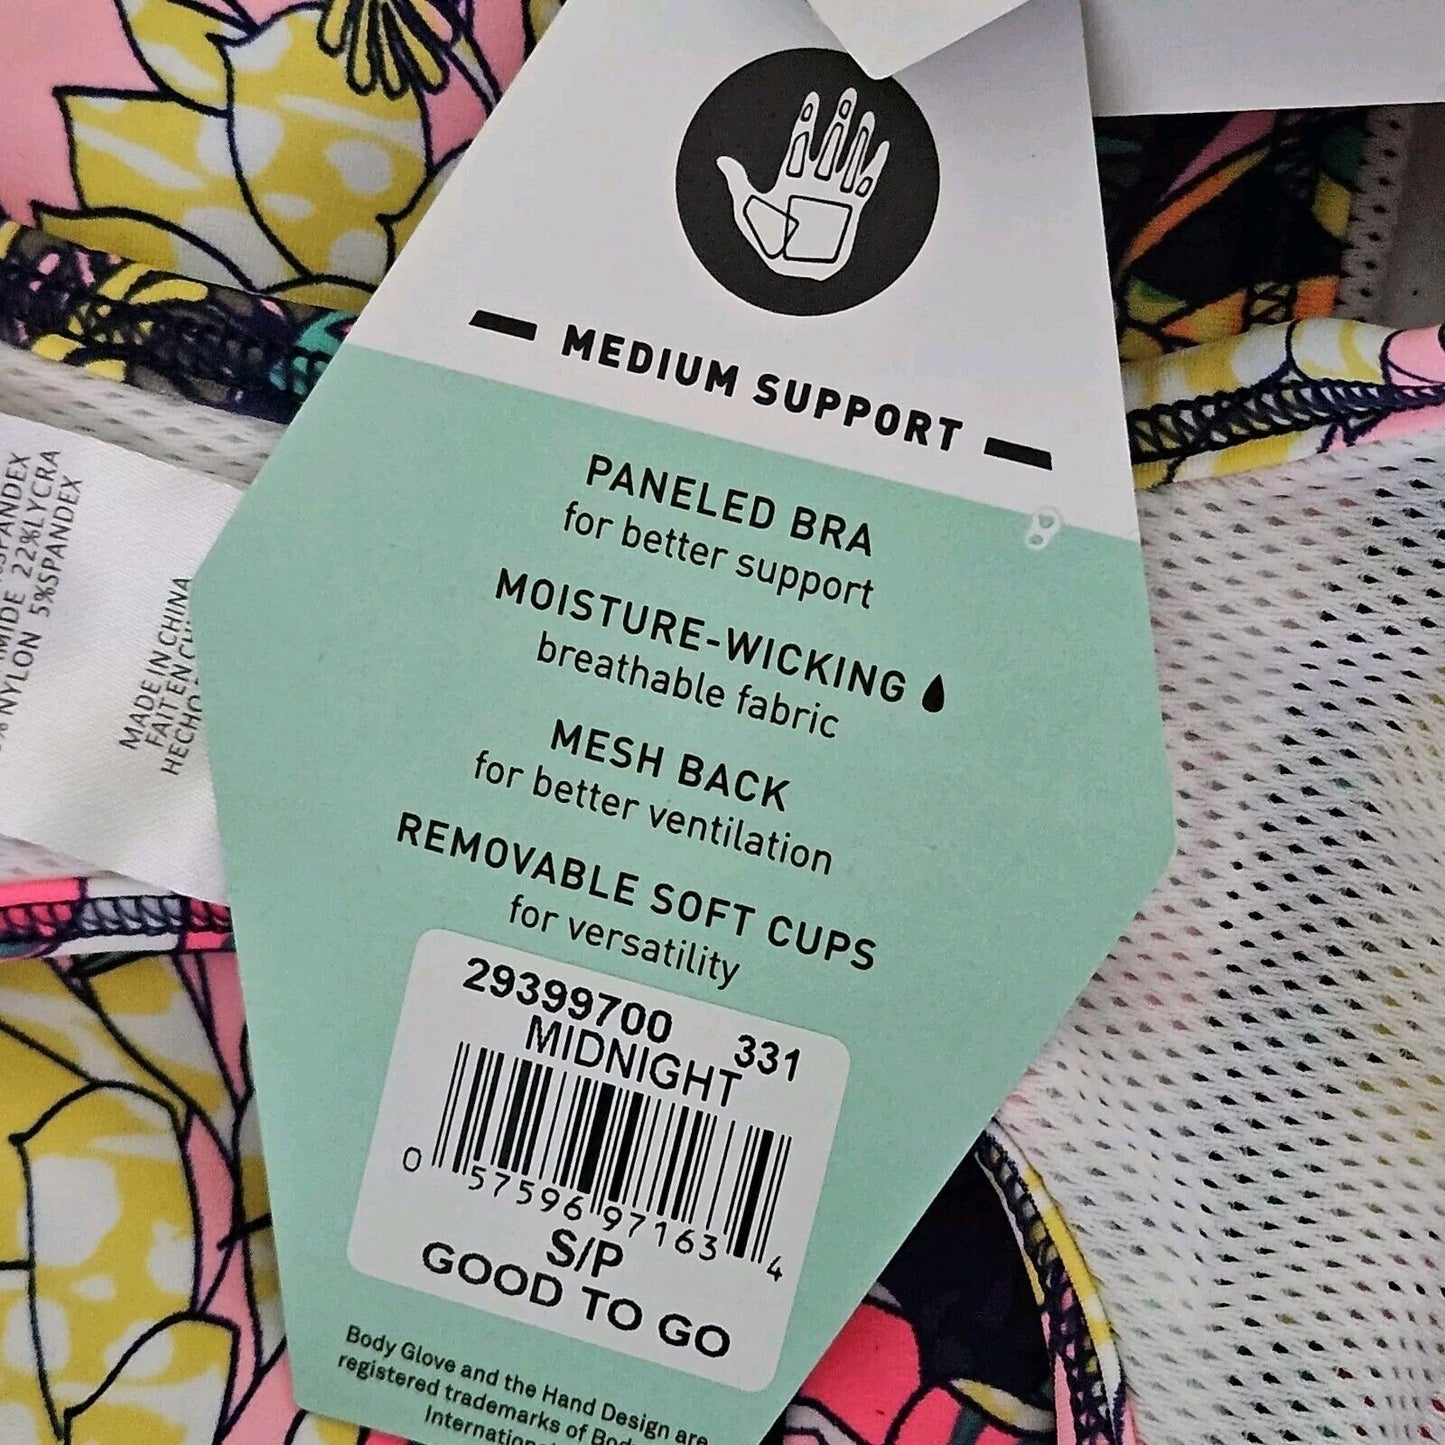 MEDIUM SUPPORT
PANELED BRA
for better support
MOISTURE-WICKING
breathable fabric
MESH BACK
for better ventilation
REMOVABLE SOFT CUPS
for versatility
29399700 331
MIDNIGHT
0 57596 97163 4
S/P
GOOD TO GO
Body Glove and the Hand Design are
registered trademarks of
22%LYCRA
NYLON 5%SPANDEX
MADE IN CHINA
FAIT EN